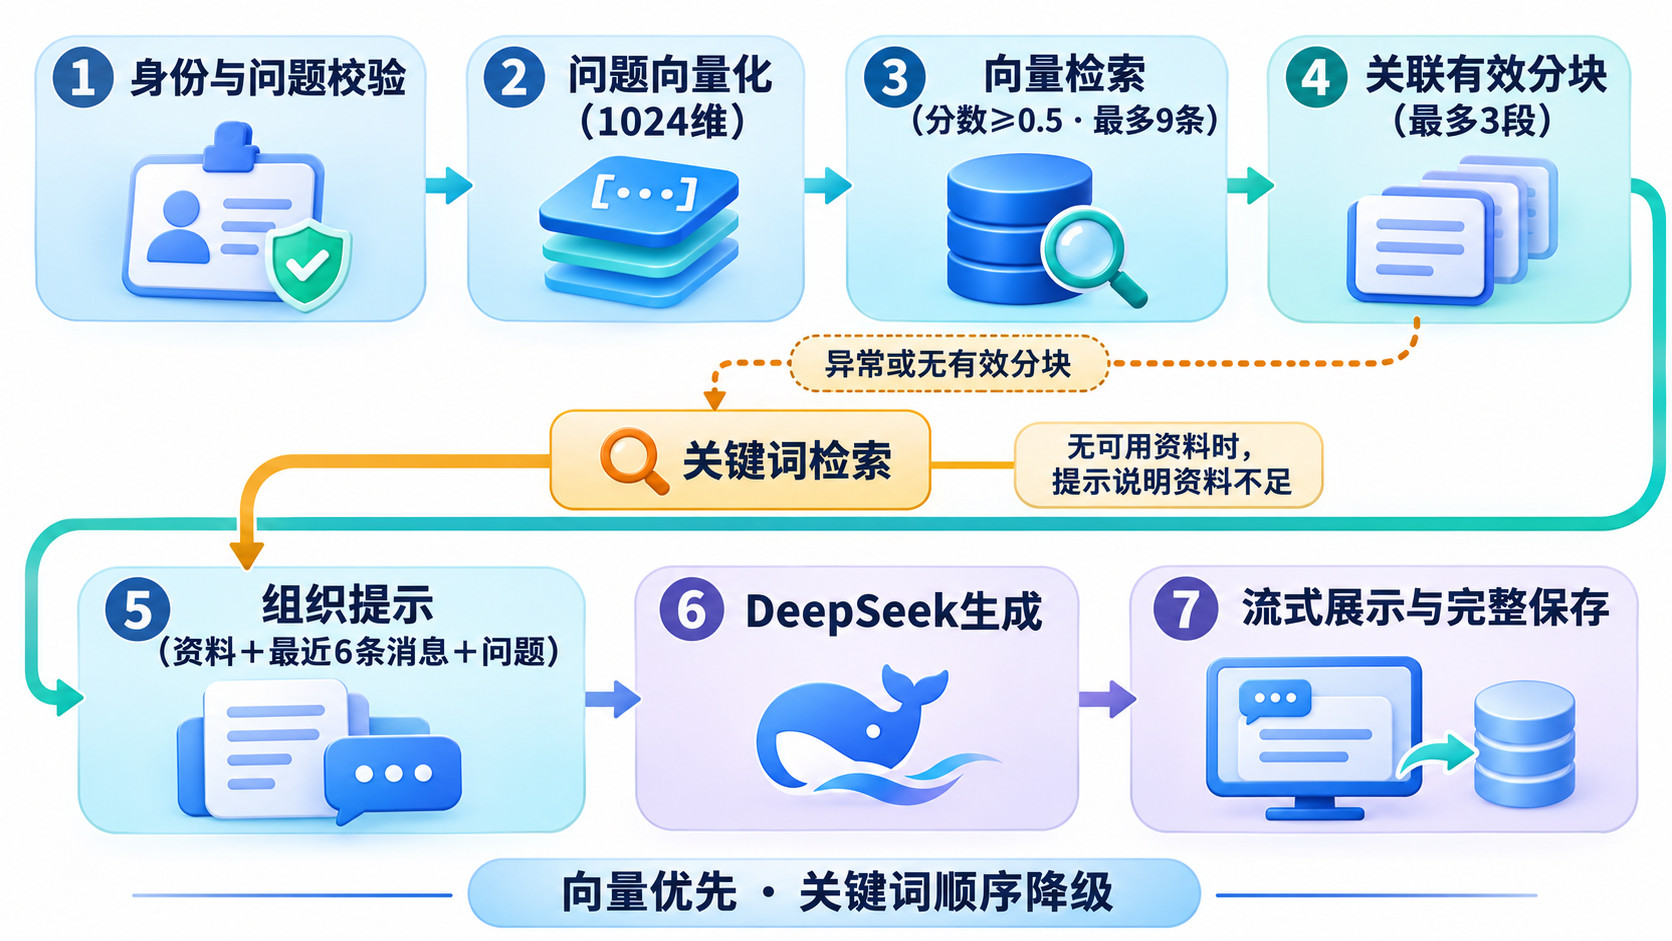 1 身份与问题校验
2 问题向量化
（1024维）
3 向量检索
（分数≥0.5 · 最多9条）
4 关联有效分块
（最多3段）
[···]
异常或无有效分块
关键词检索
无可用资料时，
提示说明资料不足
5 组织提示
（资料＋最近6条消息＋问题）
6 DeepSeek生成
7 流式展示与完整保存
向量优先 · 关键词顺序降级